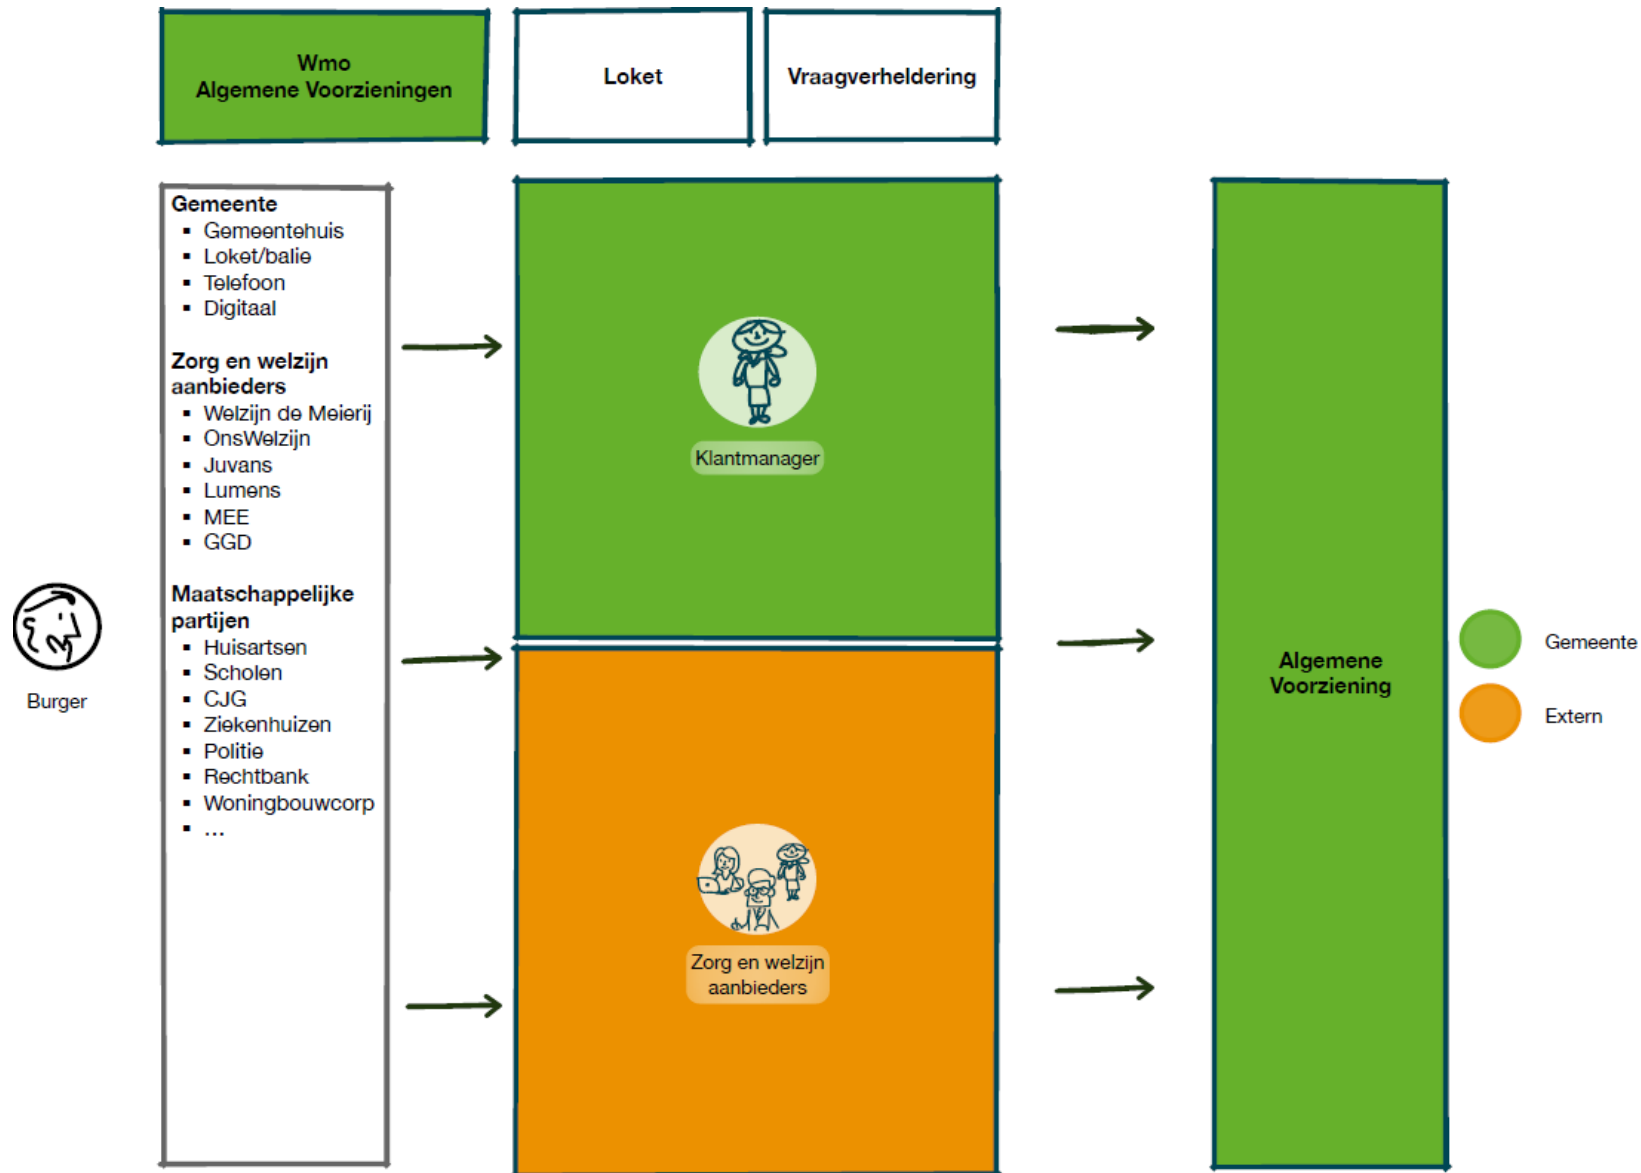 Wmo
Algemene Voorzieningen
Loket
Vraagverheldering
Gemeente
▪ Gemeentehuis
▪ Loket/balie
▪ Telefoon
▪ Digitaal
Zorg en welzijn
aanbieders
▪ Welzijn de Meierij
▪ OnsWelzijn
▪ Juvans
▪ Lumens
▪ MEE
▪ GGD
Maatschappelijke
partijen
▪ Huisartsen
▪ Scholen
▪ CJG
▪ Ziekenhuizen
▪ Politie
▪ Rechtbank
▪ Woningbouwcorp
▪ ...
Burger
Klantmanager
Zorg en welzijn
aanbieders
Algemene
Voorziening
Gemeente
Extern